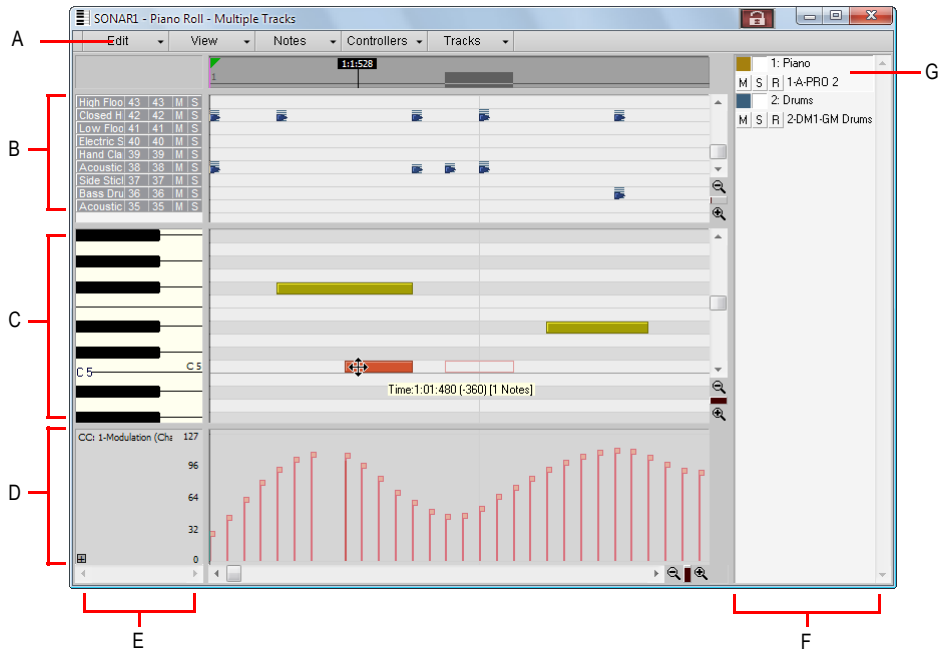 SONAR1 - Piano Roll - Multiple Tracks
A
Edit View Notes Controllers Tracks
1:1:528
1
1: Piano
G
M S R 1-A-PRO 2
2: Drums
M S R 2-DM1-GM Drums
B
High Floo 43 43 M S
Closed H 42 42 M S
Low Floo 41 41 M S
Electric S 40 40 M S
Hand Cla 39 39 M S
Acoustic 38 38 M S
Side Sticl 37 37 M S
Bass Dru 36 36 M S
Acoustic 35 35 M S
C
C 5 C 5
Time:1:01:480 (-360) [1 Notes]
D
CC: 1-Modulation (Cha 127
96
64
32
0
E
F